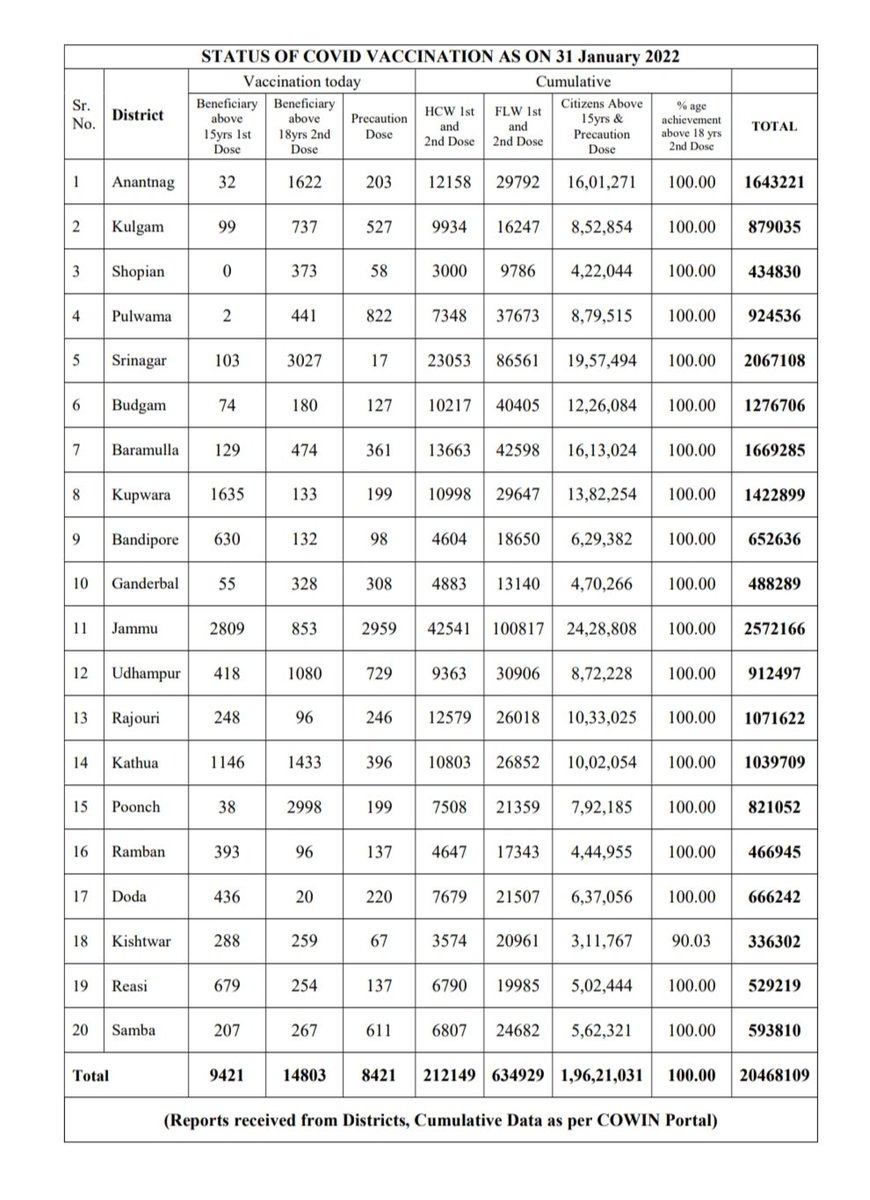 STATUS OF COVID VACCINATION AS ON 31 January 2022
Vaccination today Cumulative
Sr. No. District Beneficiary above 15yrs 1st Dose Beneficiary above 18yrs 2nd Dose Precaution Dose HCW 1st and 2nd Dose FLW 1st and 2nd Dose Citizens Above 15yrs & Precaution Dose % age achievement above 18 yrs 2nd Dose TOTAL
1 Anantnag 32 1622 203 12158 29792 16,01,271 100.00 1643221
2 Kulgam 99 737 527 9934 16247 8,52,854 100.00 879035
3 Shopian 0 373 58 3000 9786 4,22,044 100.00 434830
4 Pulwama 2 441 822 7348 37673 8,79,515 100.00 924536
5 Srinagar 103 3027 17 23053 86561 19,57,494 100.00 2067108
6 Budgam 74 180 127 10217 40405 12,26,084 100.00 1276706
7 Baramulla 129 474 361 13663 42598 16,13,024 100.00 1669285
8 Kupwara 1635 133 199 10998 29647 13,82,254 100.00 1422899
9 Bandipore 630 132 98 4604 18650 6,29,382 100.00 652636
10 Ganderbal 55 328 308 4883 13140 4,70,266 100.00 488289
11 Jammu 2809 853 2959 42541 100817 24,28,808 100.00 2572166
12 Udhampur 418 1080 729 9363 30906 8,72,228 100.00 912497
13 Rajouri 248 96 246 12579 26018 10,33,025 100.00 1071622
14 Kathua 1146 1433 396 10803 26852 10,02,054 100.00 1039709
15 Poonch 38 2998 199 7508 21359 7,92,185 100.00 821052
16 Ramban 393 96 137 4647 17343 4,44,955 100.00 466945
17 Doda 436 20 220 7679 21507 6,37,056 100.00 666242
18 Kishtwar 288 259 67 3574 20961 3,11,767 90.03 336302
19 Reasi 679 254 137 6790 19985 5,02,444 100.00 529219
20 Samba 207 267 611 6807 24682 5,62,321 100.00 593810
Total 9421 14803 8421 212149 634929 1,96,21,031 100.00 20468109
(Reports received from Districts, Cumulative Data as per COWIN Portal)